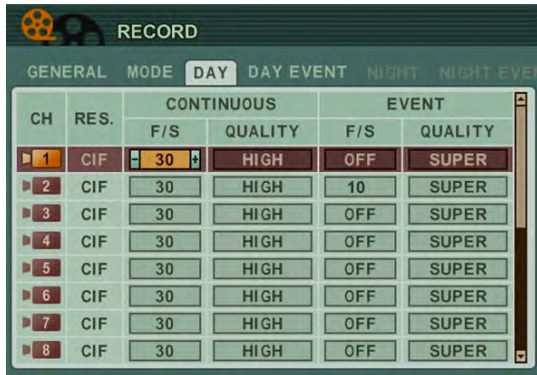 RECORD
GENERAL MODE DAY DAY EVENT NIGHT NIGHT EVE
CH RES. CONTINUOUS EVENT
F/S QUALITY F/S QUALITY
1 CIF - 30 + HIGH OFF SUPER
2 CIF 30 HIGH 10 SUPER
3 CIF 30 HIGH OFF SUPER
4 CIF 30 HIGH OFF SUPER
5 CIF 30 HIGH OFF SUPER
6 CIF 30 HIGH OFF SUPER
7 CIF 30 HIGH OFF SUPER
8 CIF 30 HIGH OFF SUPER